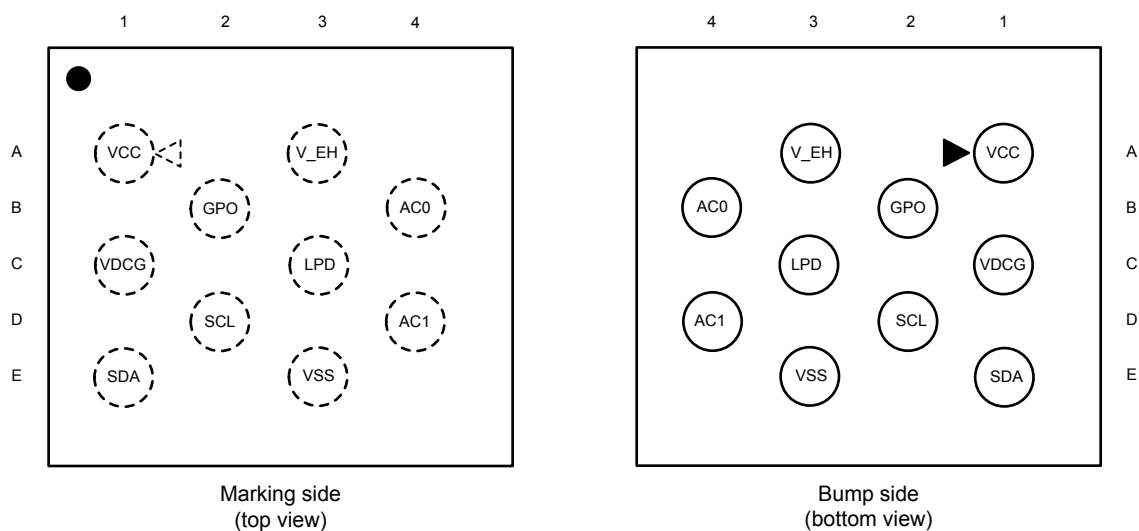 1 2 3 4
4 3 2 1
A VCC V_EH
V_EH VCC A
B GPO AC0
AC0 GPO B
C VDCG LPD
LPD VDCG C
D SCL AC1
AC1 SCL D
E SDA VSS
VSS SDA E
Marking side
(top view)
Bump side
(bottom view)